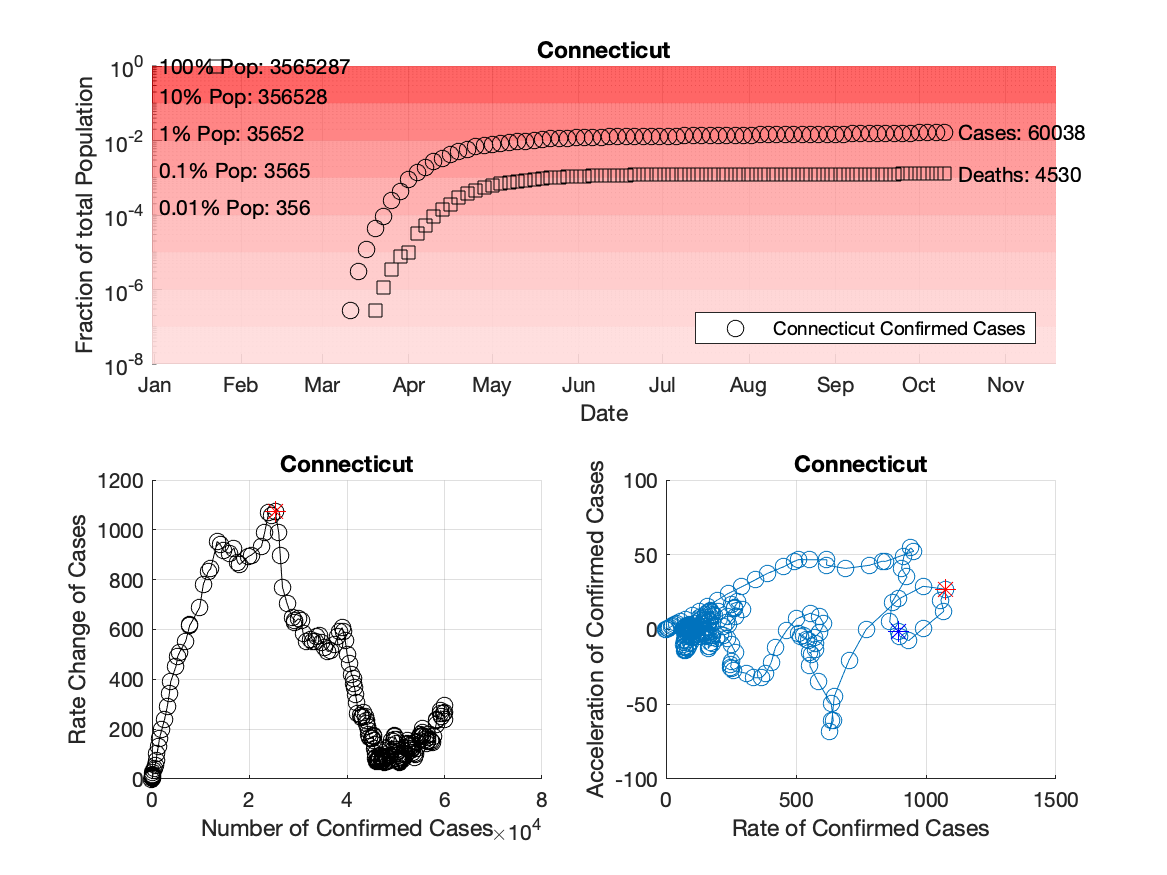 Connecticut
10^0
10^-2
10^-4
10^-6
10^-8
Fraction of total Population
100% Pop: 3565287
10% Pop: 356528
1% Pop: 35652
0.1% Pop: 3565
0.01% Pop: 356
Cases: 60038
Deaths: 4530
Connecticut Confirmed Cases
Jan Feb Mar Apr May Jun Jul Aug Sep Oct Nov
Date
Connecticut
1200
1000
800
600
400
200
0
Rate Change of Cases
0 2 4 6 8
Number of Confirmed Cases ×10^4
Connecticut
100
50
0
-50
-100
Acceleration of Confirmed Cases
0 500 1000 1500
Rate of Confirmed Cases